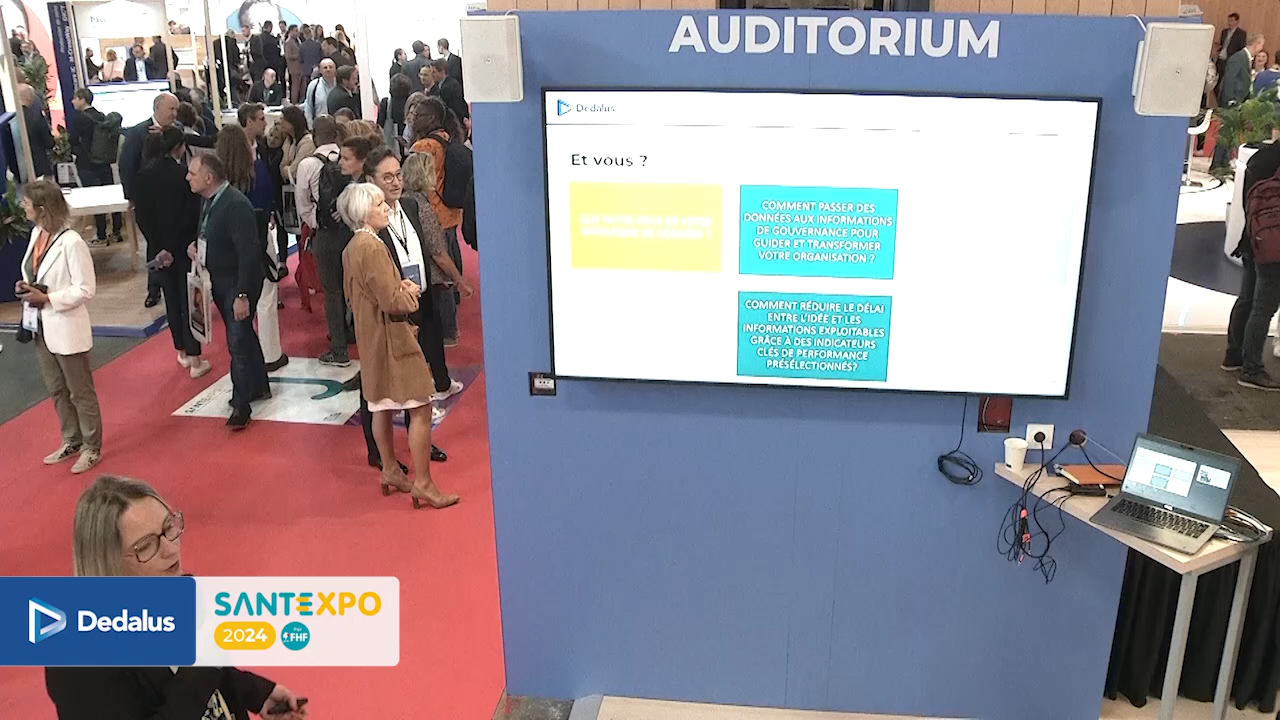 AUDITORIUM
Dedalus
Et vous ?
COMMENT PASSER DES
DONNÉES AUX INFORMATIONS
DE GOUVERNANCE POUR
GUIDER ET TRANSFORMER
VOTRE ORGANISATION ?
COMMENT RÉDUIRE LE DÉLAI
ENTRE L'IDÉE ET LES
INFORMATIONS EXPLOITABLES
GRÂCE À DES INDICATEURS
CLÉS DE PERFORMANCE
PRÉSÉLECTIONNÉS?
Dedalus
SANTEXPO
2024
FHF